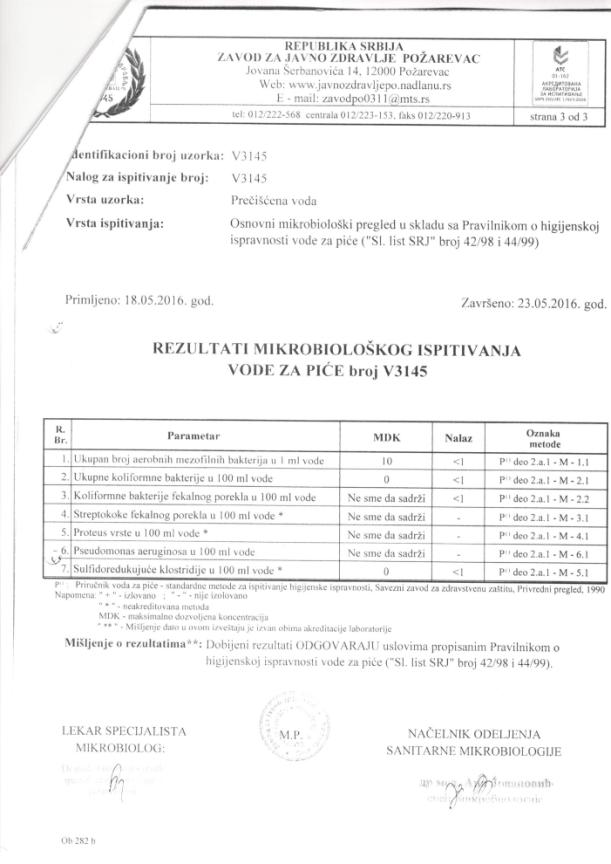 REPUBLIKA SRBIJA
ZAVOD ZA JAVNO ZDRAVLJE POŽAREVAC
Jovana Šerbanovića 14, 12000 Požarevac
Web: www.javnozdravljepo.nadlanu.rs
E - mail: zavodpo0311@mts.rs
tel: 012/222-568 centrala 012/223-153, faks 012/220-913
АТС
01-162
АКРЕДИТОВАНА
ЛАБОРАТОРИЈА
ЗА ИСПИТИВАЊЕ
strana 3 od 3
dentifikacioni broj uzorka: V3145
Nalog za ispitivanje broj: V3145
Vrsta uzorka: Prečišćena voda
Vrsta ispitivanja: Osnovni mikrobiološki pregled u skladu sa Pravilnikom o higijenskoj
ispravnosti vode za piće ("Sl. list SRJ" broj 42/98 i 44/99)
Primljeno: 18.05.2016. god. Završeno: 23.05.2016. god.
REZULTATI MIKROBIOLOŠKOG ISPITIVANJA
VODE ZA PIĆE broj V3145
R. Br. Parametar MDK Nalaz Oznaka metode
1. Ukupan broj aerobnih mezofilnih bakterija u 1 ml vode 10 <1 P¹⁾ deo 2.a.1 - M - 1.1
2. Ukupne koliformne bakterije u 100 ml vode 0 <1 P¹⁾ deo 2.a.1 - M - 2.1
3. Koliformne bakterije fekalnog porekla u 100 ml vode Ne sme da sadrži <1 P¹⁾ deo 2.a.1 - M - 2.2
4. Streptokoke fekalnog porekla u 100 ml vode * Ne sme da sadrži - P¹⁾ deo 2.a.1 - M - 3.1
5. Proteus vrste u 100 ml vode * Ne sme da sadrži - P¹⁾ deo 2.a.1 - M - 4.1
6. Pseudomonas aeruginosa u 100 ml vode Ne sme da sadrži - P¹⁾ deo 2.a.1 - M - 6.1
7. Sulfidoredukujuće klostridije u 100 ml vode * 0 <1 P¹⁾ deo 2.a.1 - M - 5.1
P¹⁾ : Priručnik voda za piće - standardne metode za ispitivanje higijenske ispravnosti, Savezni zavod za zdravstvenu zaštitu, Privredni pregled, 1990
Napomena: " + " - izlovano ; " - " - nije izolovano
" * " - neakreditovana metoda
MDK - maksimalno dozvoljena koncentracija
" ** " - Mišljenje dato u ovom izveštaju je izvan obima akreditacije laboratorije
Mišljenje o rezultatima**: Dobijeni rezultati ODGOVARAJU uslovima propisanim Pravilnikom o
higijenskoj ispravnosti vode za piće ("Sl. list SRJ" broj 42/98 i 44/99).
LEKAR SPECIJALISTA
MIKROBIOLOG:
M.P.
NAČELNIK ODELJENJA
SANITARNE MIKROBIOLOGIJE
Ob 282 b